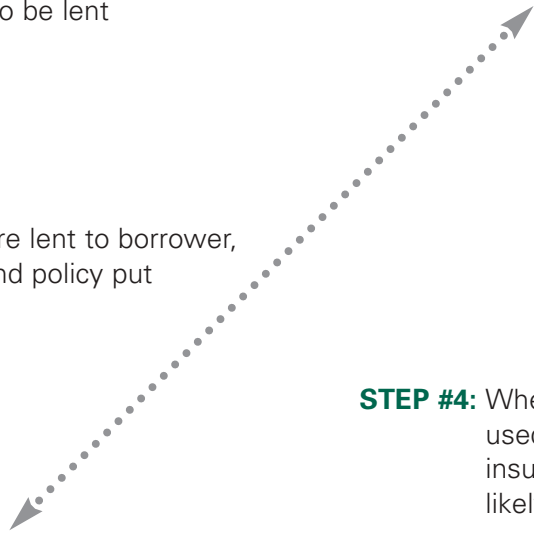 o be lent
re lent to borrower,
nd policy put
STEP #4: Whe
used
insu
likel